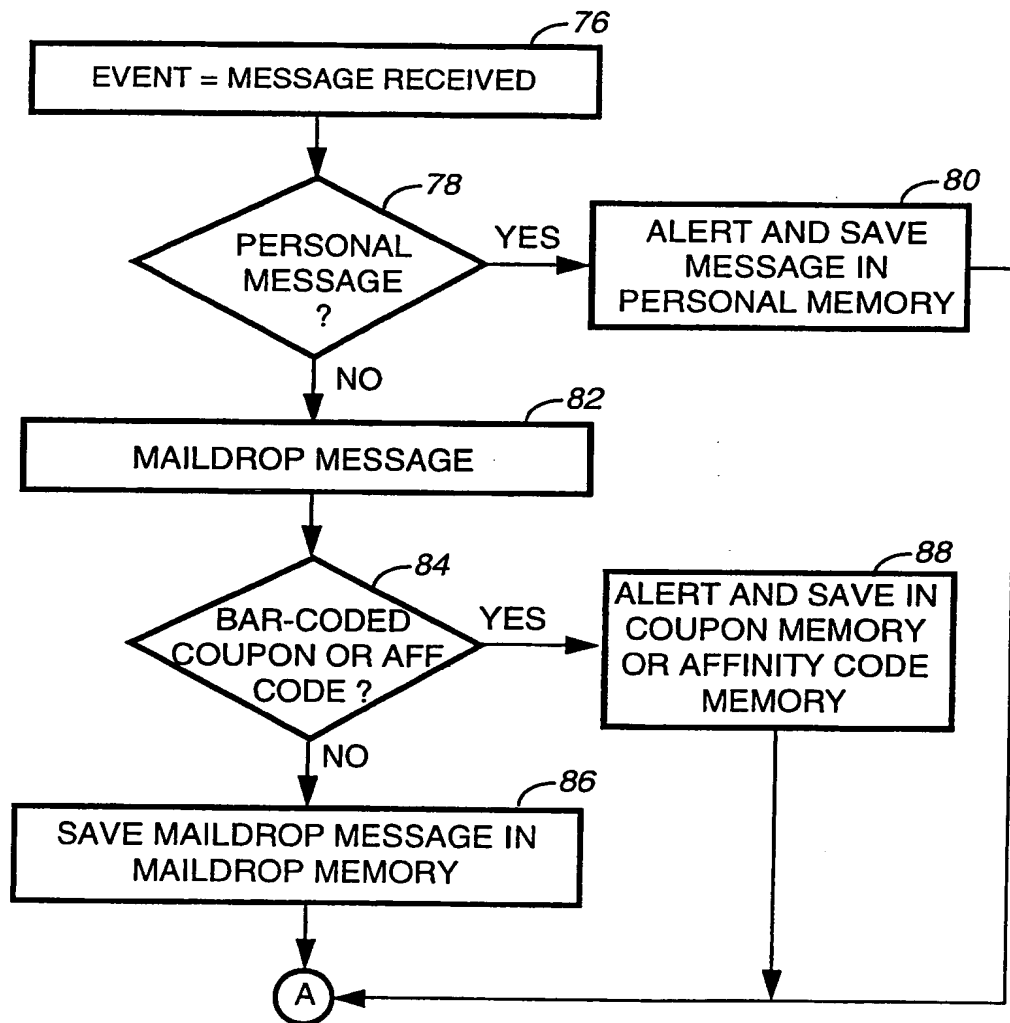 76
EVENT = MESSAGE RECEIVED
78
PERSONAL
MESSAGE
?
YES
80
ALERT AND SAVE
MESSAGE IN
PERSONAL MEMORY
NO
82
MAILDROP MESSAGE
84
BAR-CODED
COUPON OR AFF
CODE ?
YES
88
ALERT AND SAVE IN
COUPON MEMORY
OR AFFINITY CODE
MEMORY
NO
86
SAVE MAILDROP MESSAGE IN
MAILDROP MEMORY
A